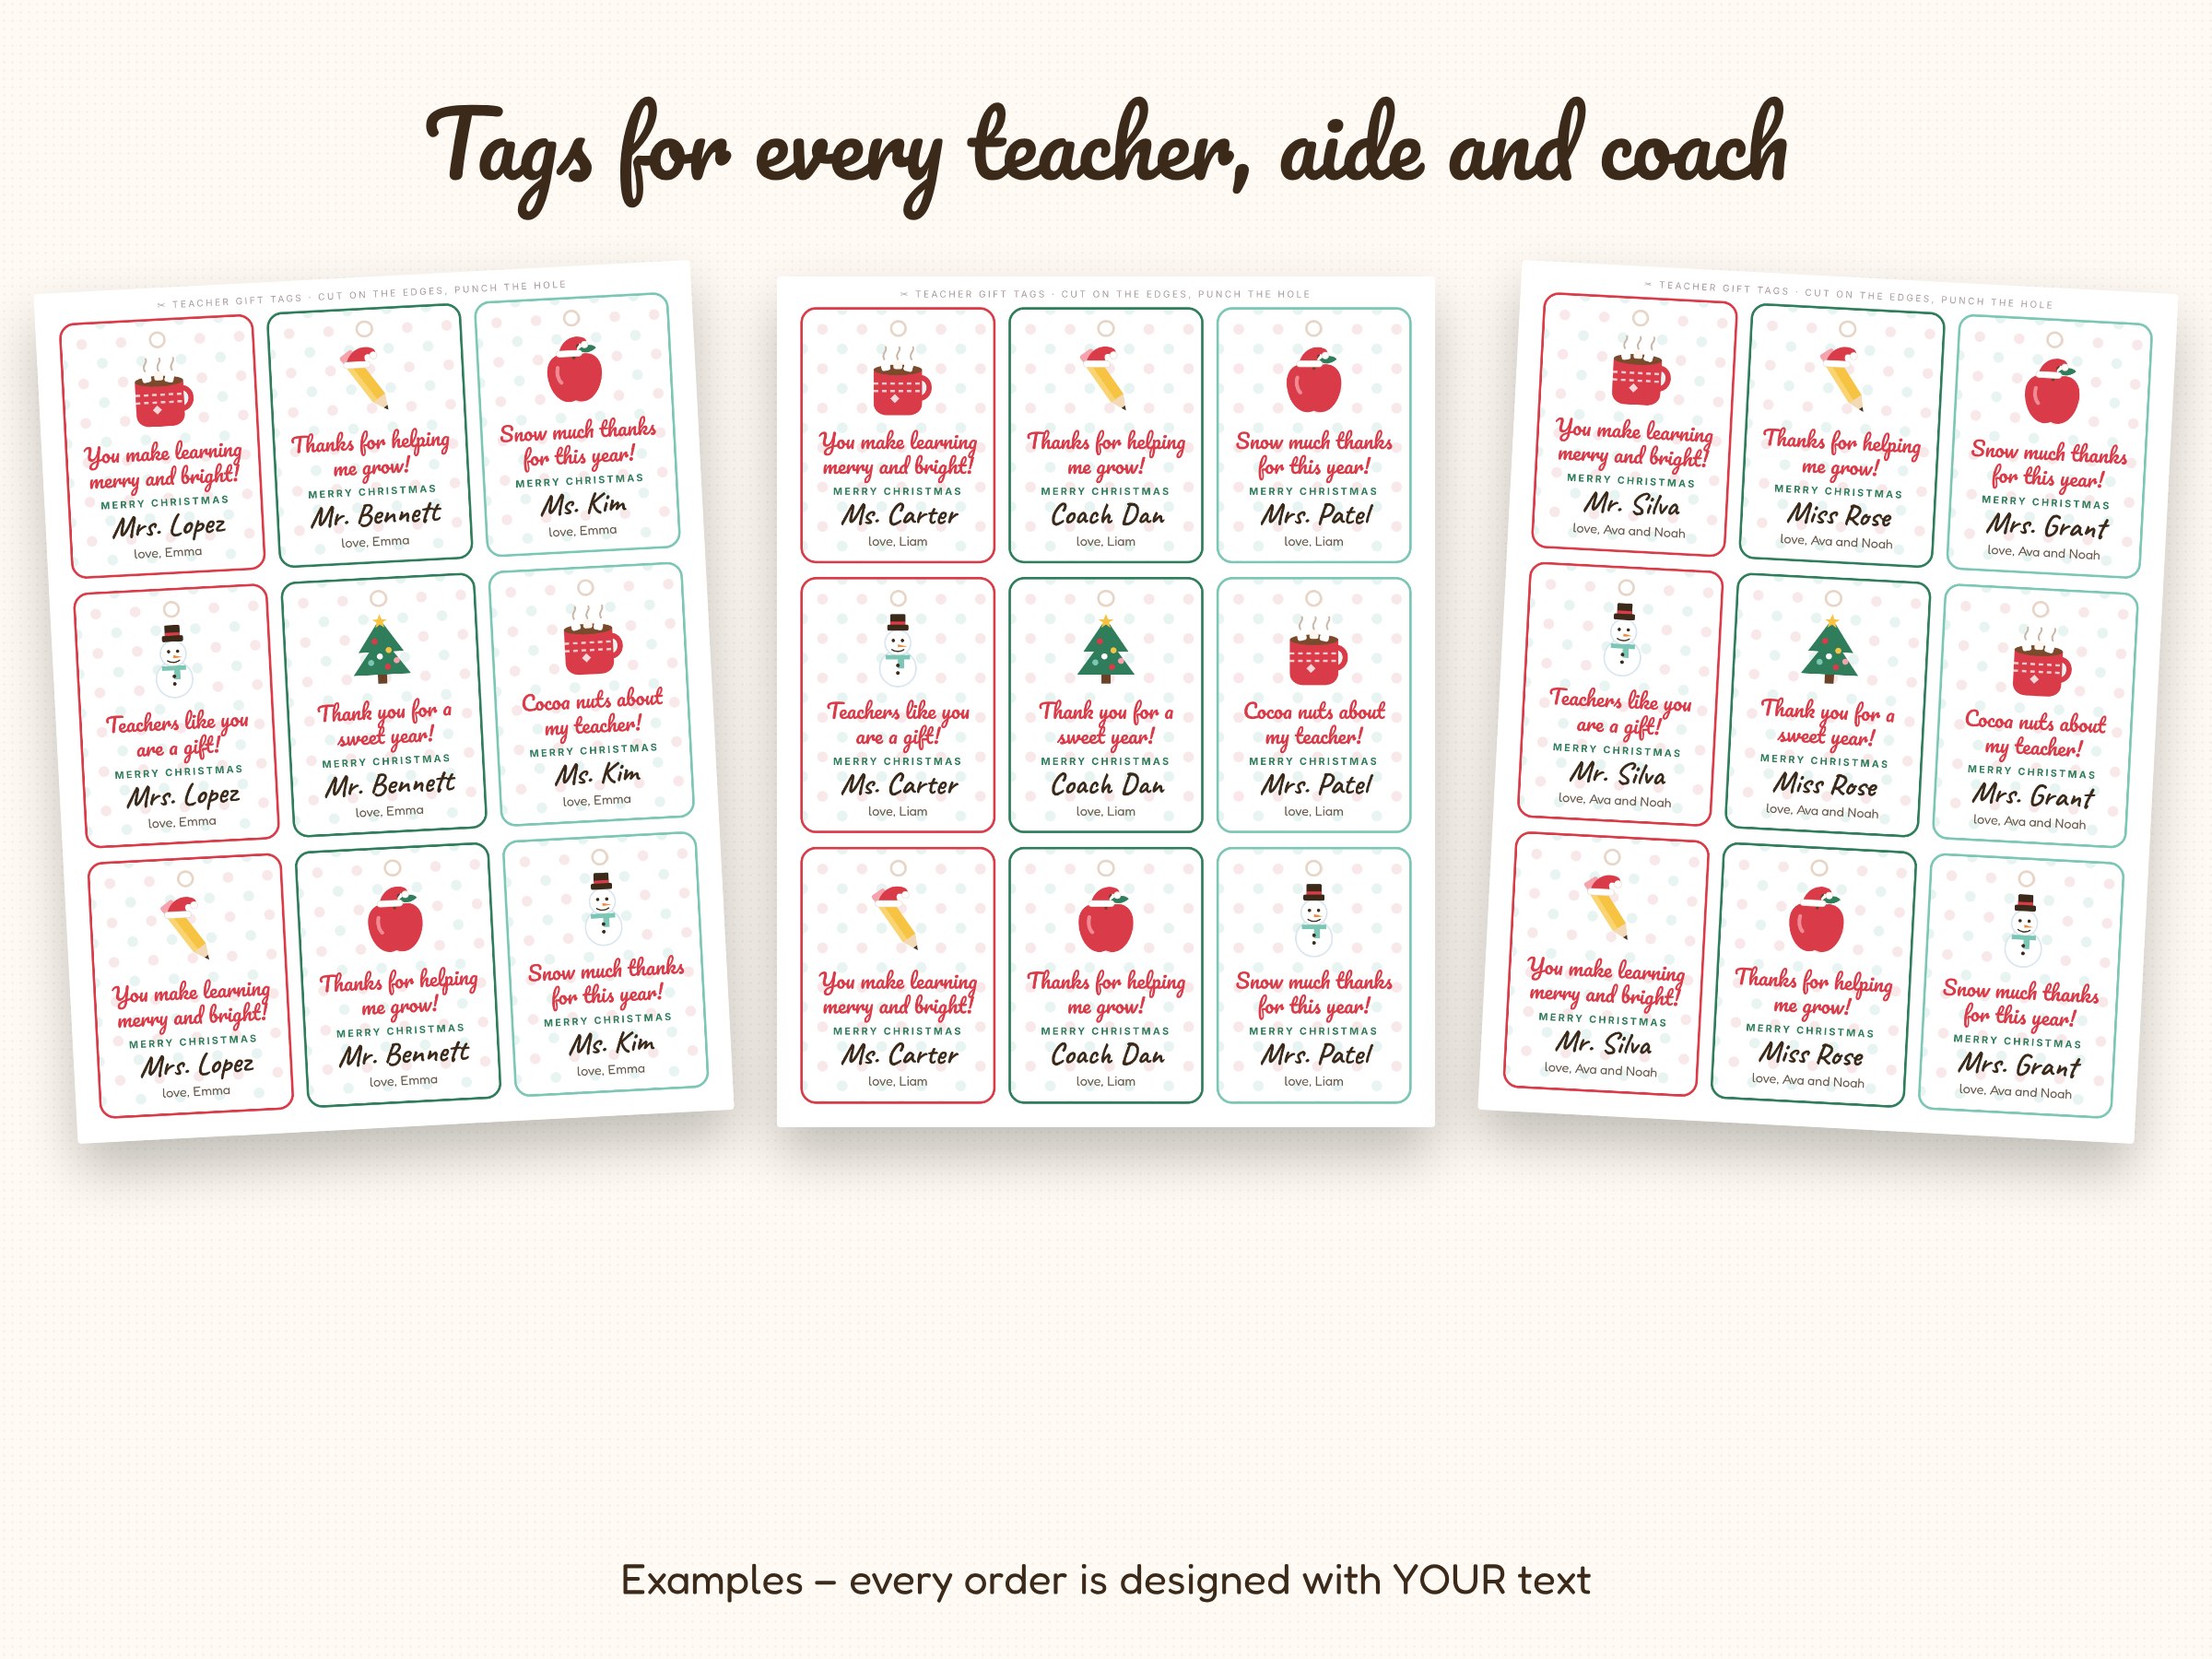 Tags for every teacher, aide and coach
✂ TEACHER GIFT TAGS · CUT ON THE EDGES, PUNCH THE HOLE
You make learning
merry and bright!
MERRY CHRISTMAS
Mrs. Lopez
love, Emma
Thanks for helping
me grow!
MERRY CHRISTMAS
Mr. Bennett
love, Emma
Snow much thanks
for this year!
MERRY CHRISTMAS
Ms. Kim
love, Emma
Teachers like you
are a gift!
MERRY CHRISTMAS
Mrs. Lopez
love, Emma
Thank you for a
sweet year!
MERRY CHRISTMAS
Mr. Bennett
love, Emma
Cocoa nuts about
my teacher!
MERRY CHRISTMAS
Ms. Kim
love, Emma
You make learning
merry and bright!
MERRY CHRISTMAS
Mrs. Lopez
love, Emma
Thanks for helping
me grow!
MERRY CHRISTMAS
Mr. Bennett
love, Emma
Snow much thanks
for this year!
MERRY CHRISTMAS
Ms. Kim
love, Emma
✂ TEACHER GIFT TAGS · CUT ON THE EDGES, PUNCH THE HOLE
You make learning
merry and bright!
MERRY CHRISTMAS
Ms. Carter
love, Liam
Thanks for helping
me grow!
MERRY CHRISTMAS
Coach Dan
love, Liam
Snow much thanks
for this year!
MERRY CHRISTMAS
Mrs. Patel
love, Liam
Teachers like you
are a gift!
MERRY CHRISTMAS
Ms. Carter
love, Liam
Thank you for a
sweet year!
MERRY CHRISTMAS
Coach Dan
love, Liam
Cocoa nuts about
my teacher!
MERRY CHRISTMAS
Mrs. Patel
love, Liam
You make learning
merry and bright!
MERRY CHRISTMAS
Ms. Carter
love, Liam
Thanks for helping
me grow!
MERRY CHRISTMAS
Coach Dan
love, Liam
Snow much thanks
for this year!
MERRY CHRISTMAS
Mrs. Patel
love, Liam
✂ TEACHER GIFT TAGS · CUT ON THE EDGES, PUNCH THE HOLE
You make learning
merry and bright!
MERRY CHRISTMAS
Mr. Silva
love, Ava and Noah
Thanks for helping
me grow!
MERRY CHRISTMAS
Miss Rose
love, Ava and Noah
Snow much thanks
for this year!
MERRY CHRISTMAS
Mrs. Grant
love, Ava and Noah
Teachers like you
are a gift!
MERRY CHRISTMAS
Mr. Silva
love, Ava and Noah
Thank you for a
sweet year!
MERRY CHRISTMAS
Miss Rose
love, Ava and Noah
Cocoa nuts about
my teacher!
MERRY CHRISTMAS
Mrs. Grant
love, Ava and Noah
You make learning
merry and bright!
MERRY CHRISTMAS
Mr. Silva
love, Ava and Noah
Thanks for helping
me grow!
MERRY CHRISTMAS
Miss Rose
love, Ava and Noah
Snow much thanks
for this year!
MERRY CHRISTMAS
Mrs. Grant
love, Ava and Noah
Examples – every order is designed with YOUR text